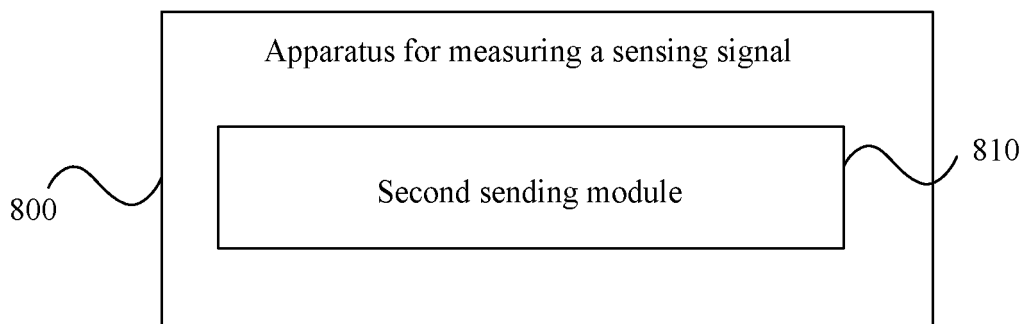 Apparatus for measuring a sensing signal
810
Second sending module
800